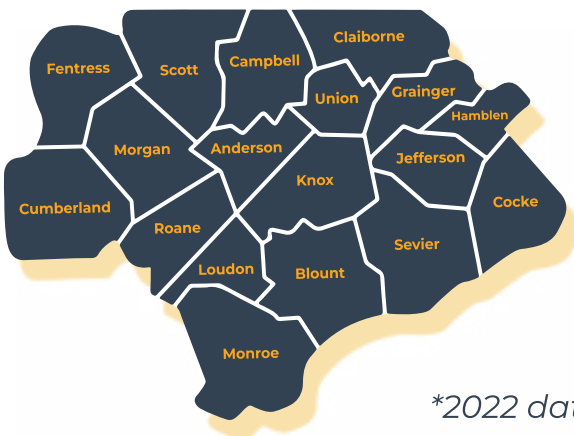 Claiborne
Fentress
Scott
Campbell
Union
Grainger
Hamblen
Morgan
Anderson
Jefferson
Knox
Cumberland
Cocke
Roane
Sevier
Loudon
Blount
Monroe
*2022 dat